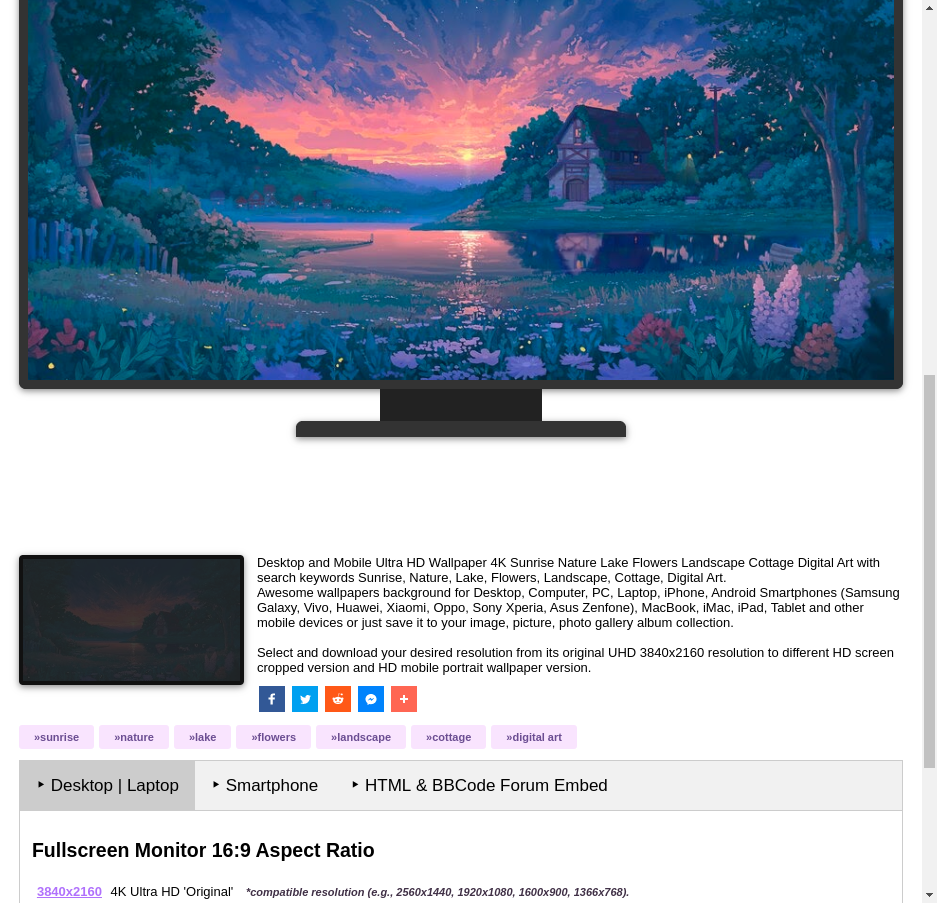 Desktop and Mobile Ultra HD Wallpaper 4K Sunrise Nature Lake Flowers Landscape Cottage Digital Art with
search keywords Sunrise, Nature, Lake, Flowers, Landscape, Cottage, Digital Art.
Awesome wallpapers background for Desktop, Computer, PC, Laptop, iPhone, Android Smartphones (Samsung
Galaxy, Vivo, Huawei, Xiaomi, Oppo, Sony Xperia, Asus Zenfone), MacBook, iMac, iPad, Tablet and other
mobile devices or just save it to your image, picture, photo gallery album collection.
Select and download your desired resolution from its original UHD 3840x2160 resolution to different HD screen
cropped version and HD mobile portrait wallpaper version.
»sunrise »nature »lake »flowers »landscape »cottage »digital art
‣ Desktop | Laptop ‣ Smartphone ‣ HTML & BBCode Forum Embed
Fullscreen Monitor 16:9 Aspect Ratio
3840x2160 4K Ultra HD 'Original' *compatible resolution (e.g., 2560x1440, 1920x1080, 1600x900, 1366x768).